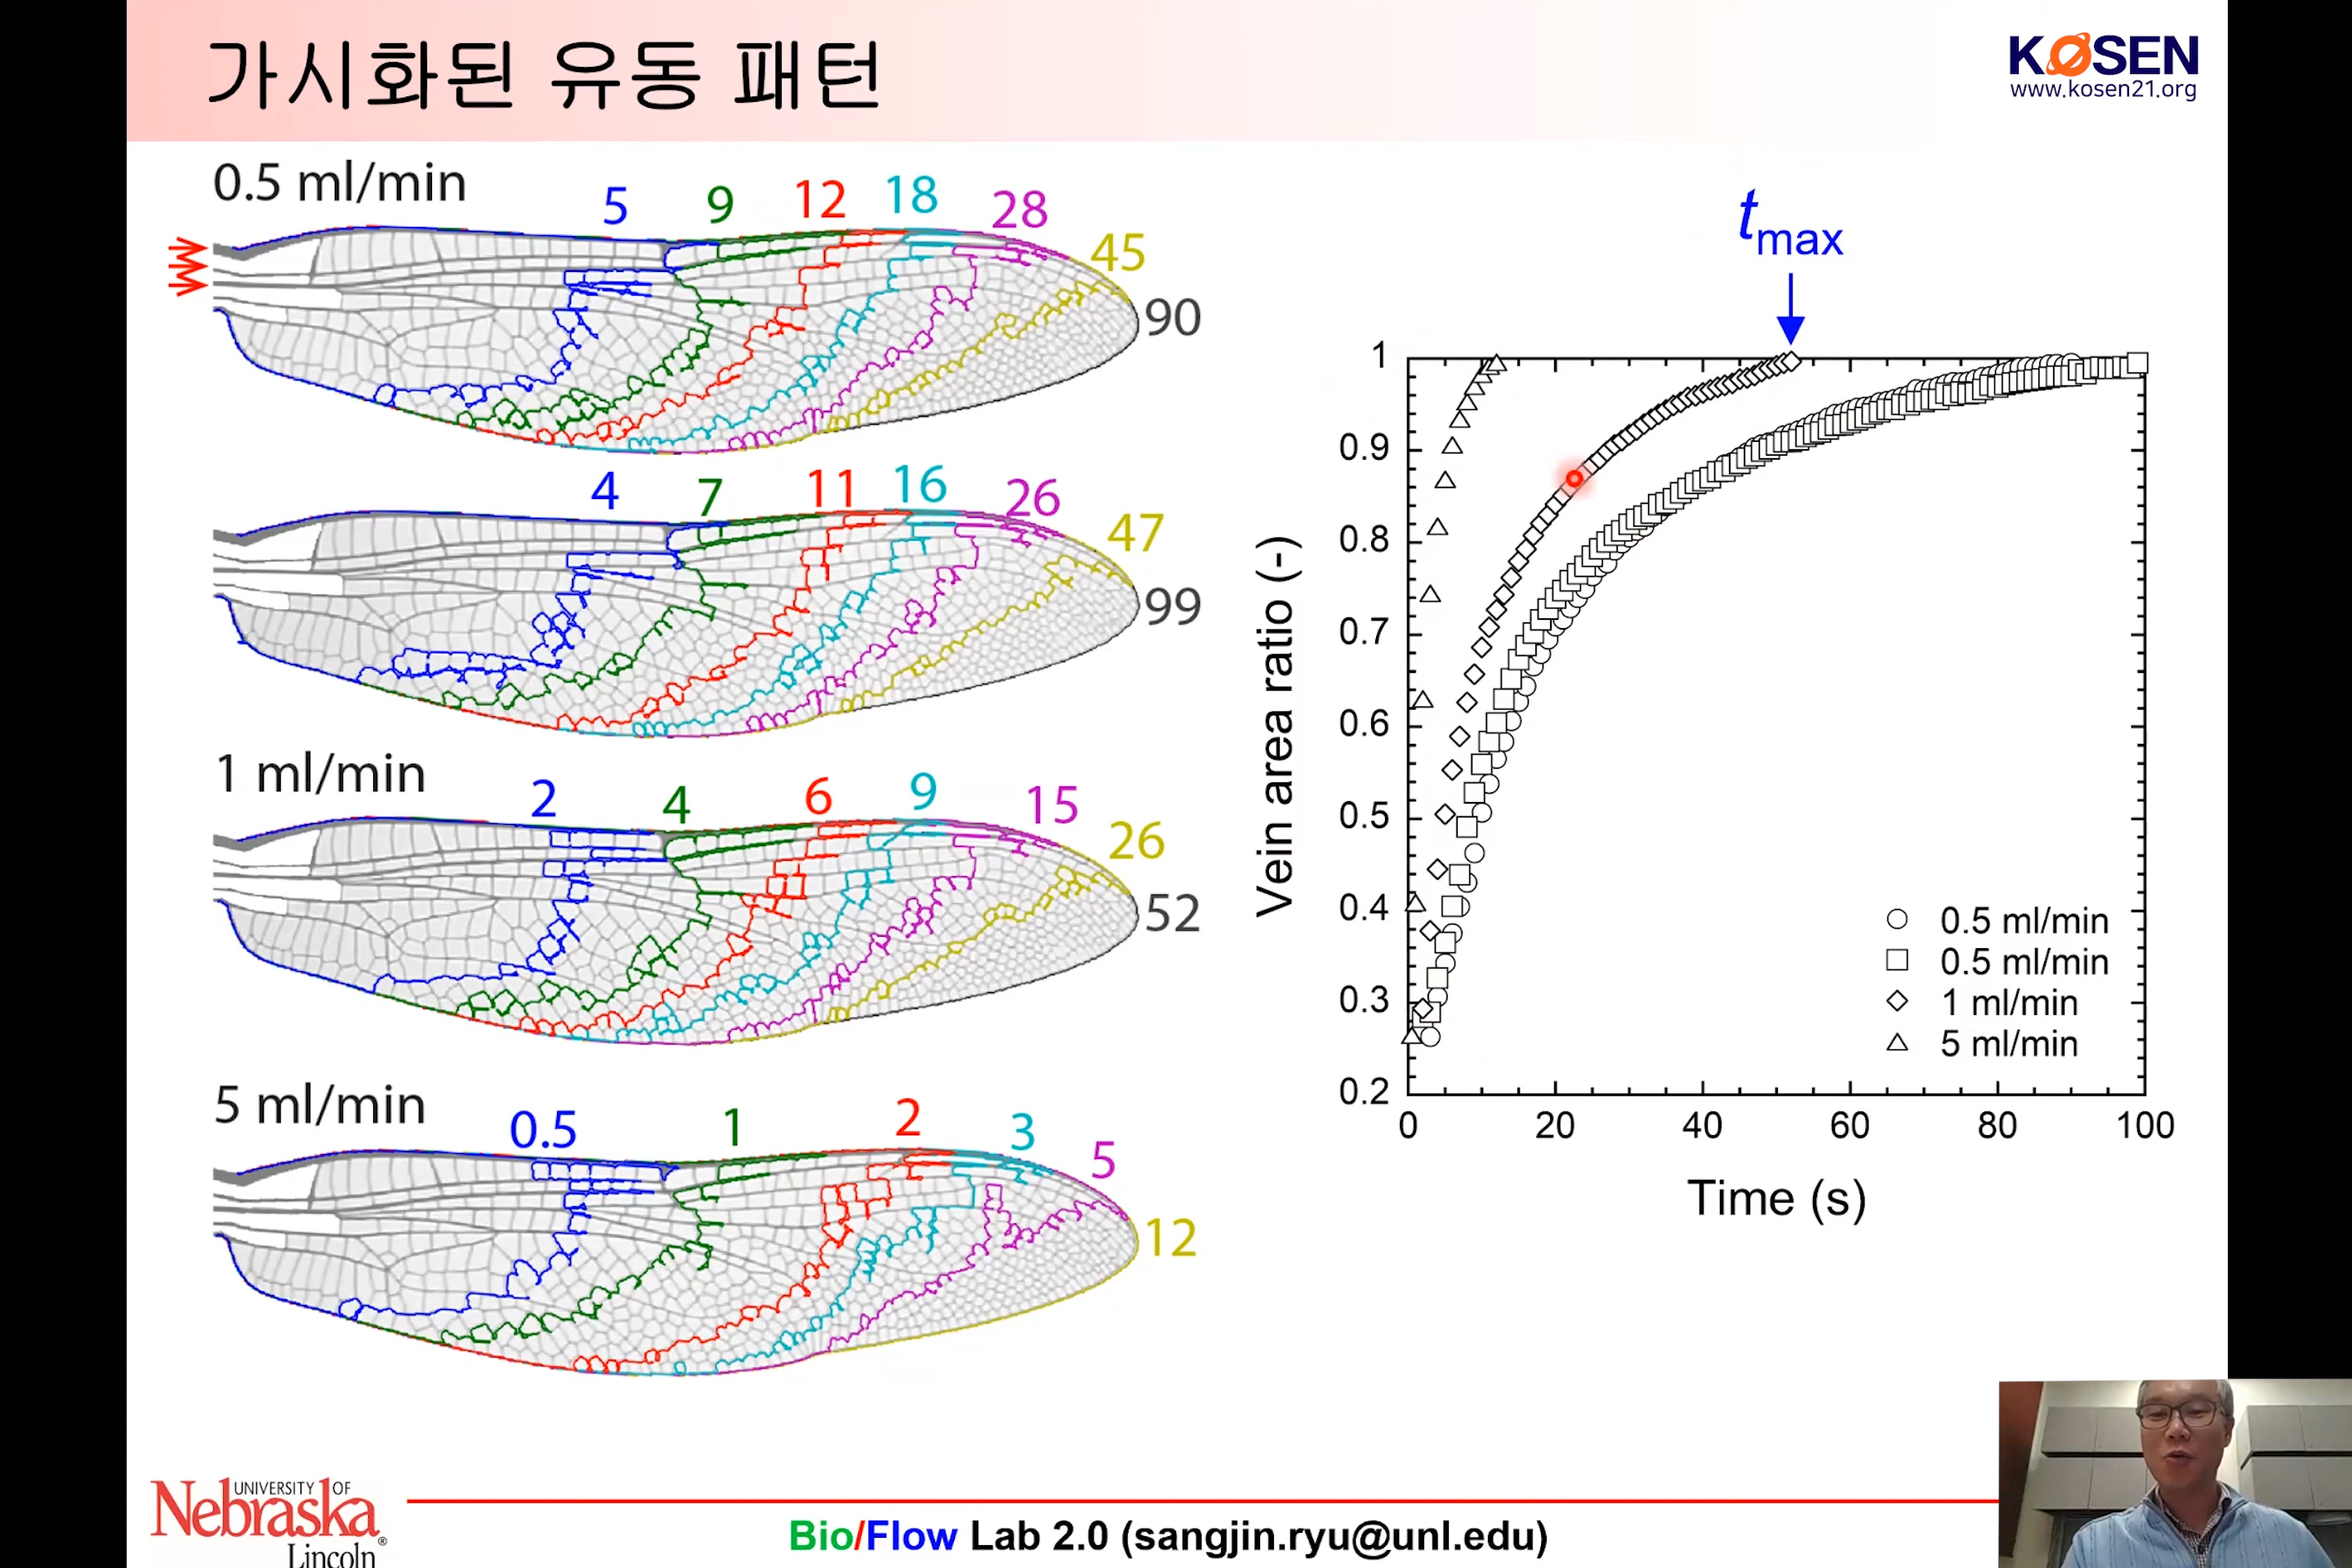 가시화된 유동 패턴
KOSEN
www.kosen21.org
0.5 ml/min
5 9 12 18 28 45 90
4 7 11 16 26 47 99
1 ml/min
2 4 6 9 15 26 52
5 ml/min
0.5 1 2 3 5 12
tmax
1
0.9
0.8
0.7
0.6
0.5
0.4
0.3
0.2
Vein area ratio (-)
0.5 ml/min
0.5 ml/min
1 ml/min
5 ml/min
0 20 40 60 80 100
Time (s)
UNIVERSITY OF
Nebraska®
Lincoln
Bio/Flow Lab 2.0 (sangjin.ryu@unl.edu)